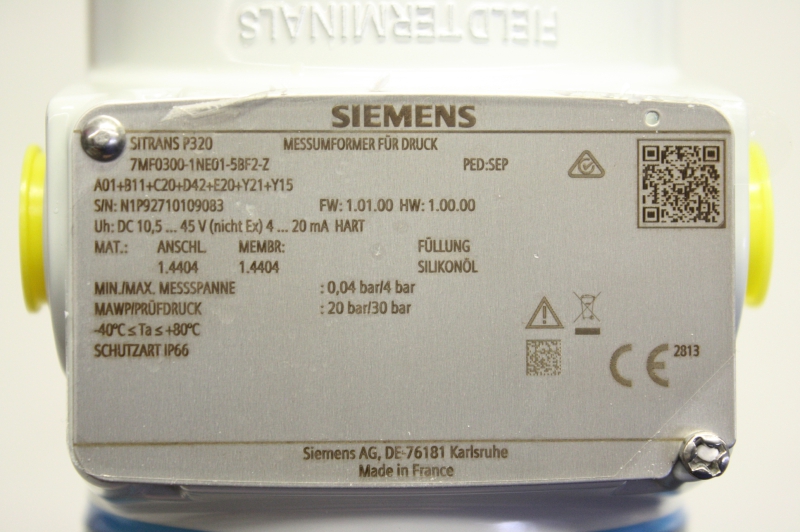 FIELD TERMINALS
SIEMENS
SITRANS P320 MESSUMFORMER FÜR DRUCK
7MF0300-1NE01-5BF2-Z PED:SEP
A01+B11+C20+D42+E20+Y21+Y15
S/N: N1P92710109083 FW: 1.01.00 HW: 1.00.00
Uh: DC 10,5 ... 45 V (nicht Ex) 4 ... 20 mA HART
MAT.: ANSCHL. MEMBR: FÜLLUNG
1.4404 1.4404 SILIKONÖL
MIN./MAX. MESSSPANNE : 0,04 bar/4 bar
MAWP/PRÜFDRUCK : 20 bar/30 bar
-40°C ≤ Ta ≤ +80°C
SCHUTZART IP66
CE 2813
Siemens AG, DE-76181 Karlsruhe
Made in France